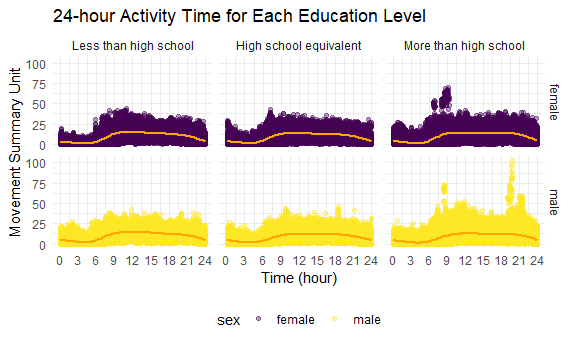 24-hour Activity Time for Each Education Level
Less than high school High school equivalent More than high school
Movement Summary Unit
100
75
50
25
0
female
100
75
50
25
0
male
0 3 6 9 12 15 18 21 24 0 3 6 9 12 15 18 21 24 0 3 6 9 12 15 18 21 24
Time (hour)
sex female male